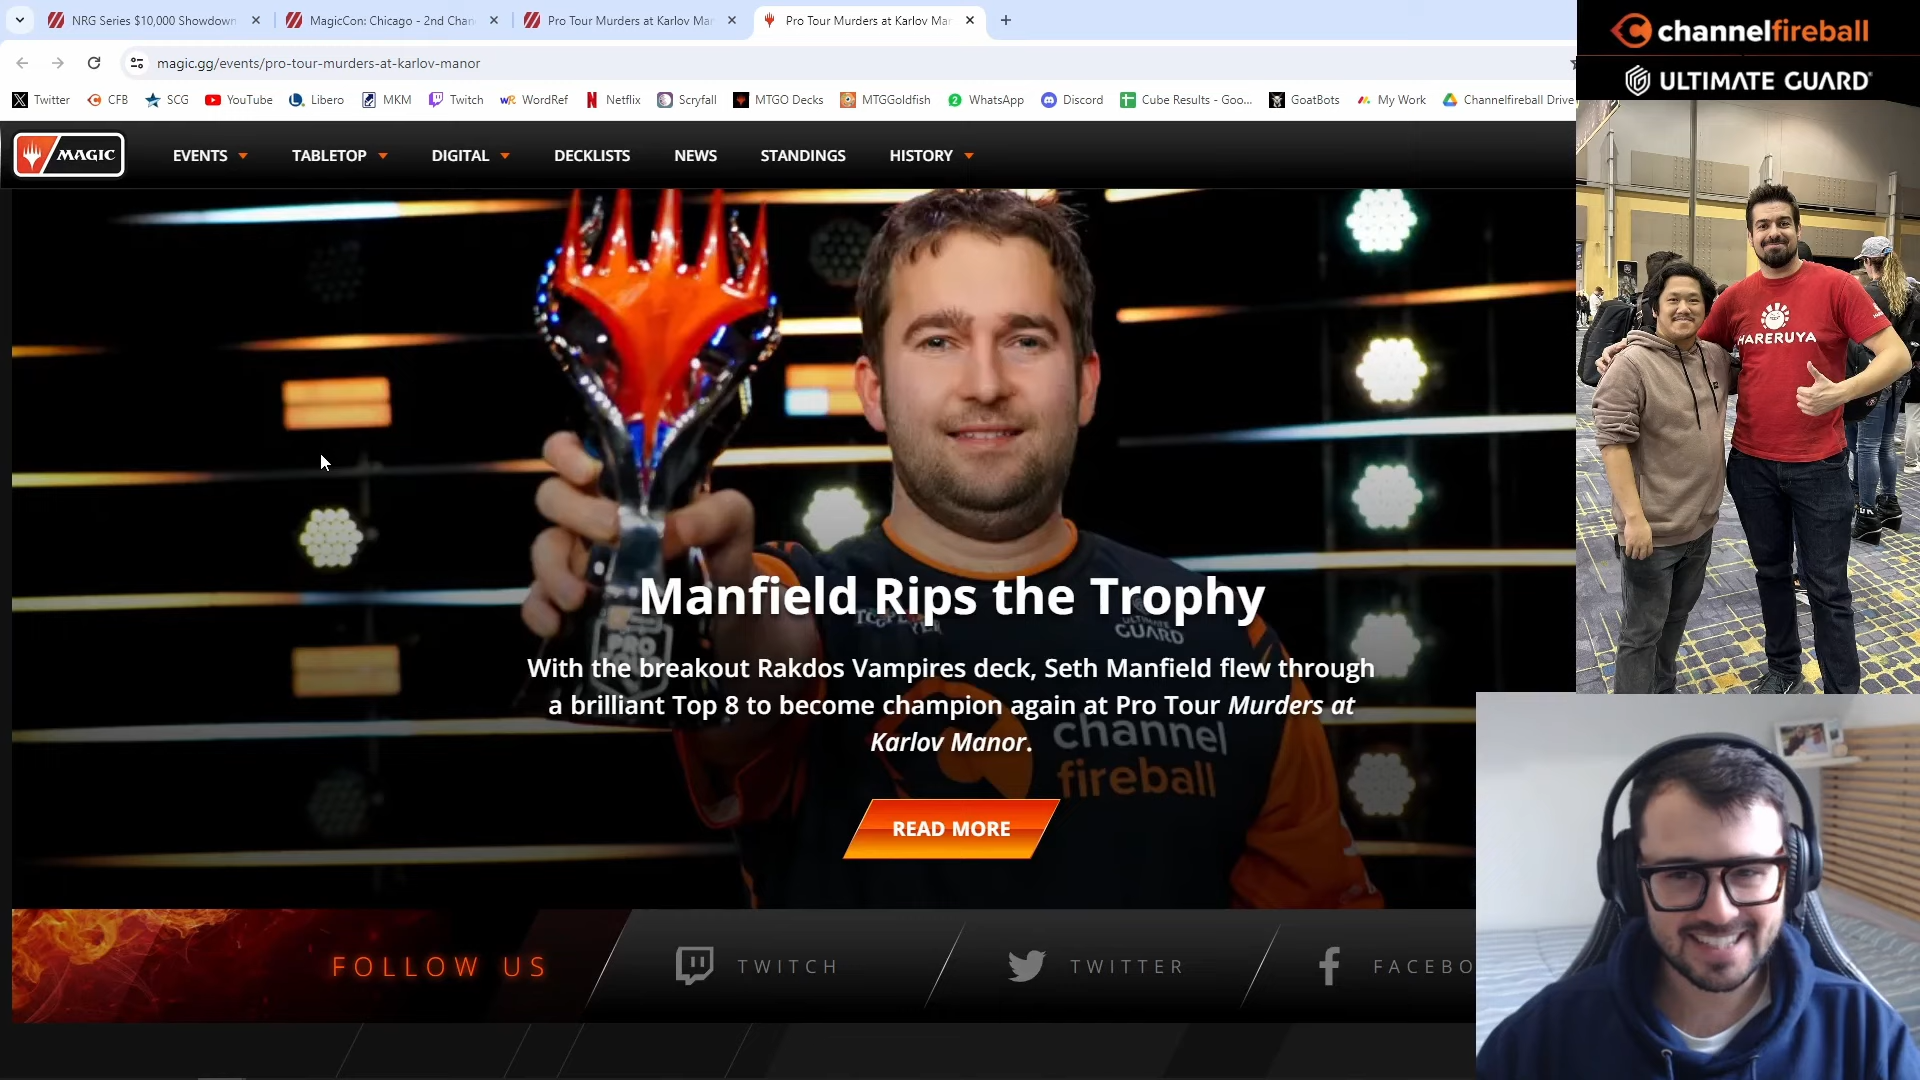 NRG Series $10,000 Showdown
MagicCon: Chicago - 2nd Chan
Pro Tour Murders at Karlov Ma
Pro Tour Murders at Karlov Ma
magic.gg/events/pro-tour-murders-at-karlov-manor
Twitter CFB SCG YouTube Libero MKM Twitch WordRef Netflix Scryfall MTGO Decks MTGGoldfish WhatsApp Discord Cube Results - Goo... GoatBots My Work Channelfireball Drive
channelfireball
ULTIMATE GUARD
MAGIC EVENTS TABLETOP DIGITAL DECKLISTS NEWS STANDINGS HISTORY
HARERUYA
Manfield Rips the Trophy
ULTIMATE
GUARD
With the breakout Rakdos Vampires deck, Seth Manfield flew through
a brilliant Top 8 to become champion again at Pro Tour Murders at
Karlov Manor.
channel
fireball
READ MORE
FOLLOW US
TWITCH
TWITTER
FACEBO